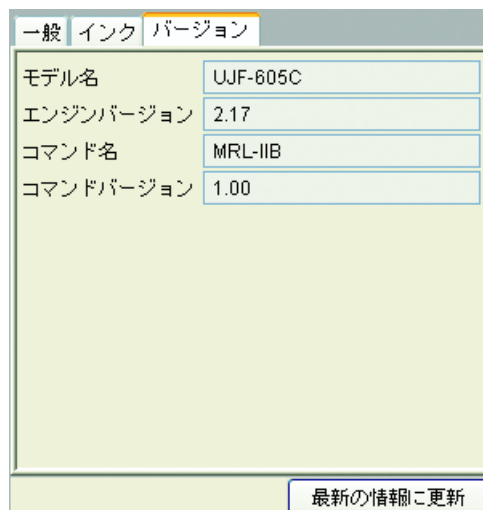 一般 インク バージョン
モデル名 UJF-605C
エンジンバージョン 2.17
コマンド名 MRL-IIB
コマンドバージョン 1.00
最新の情報に更新